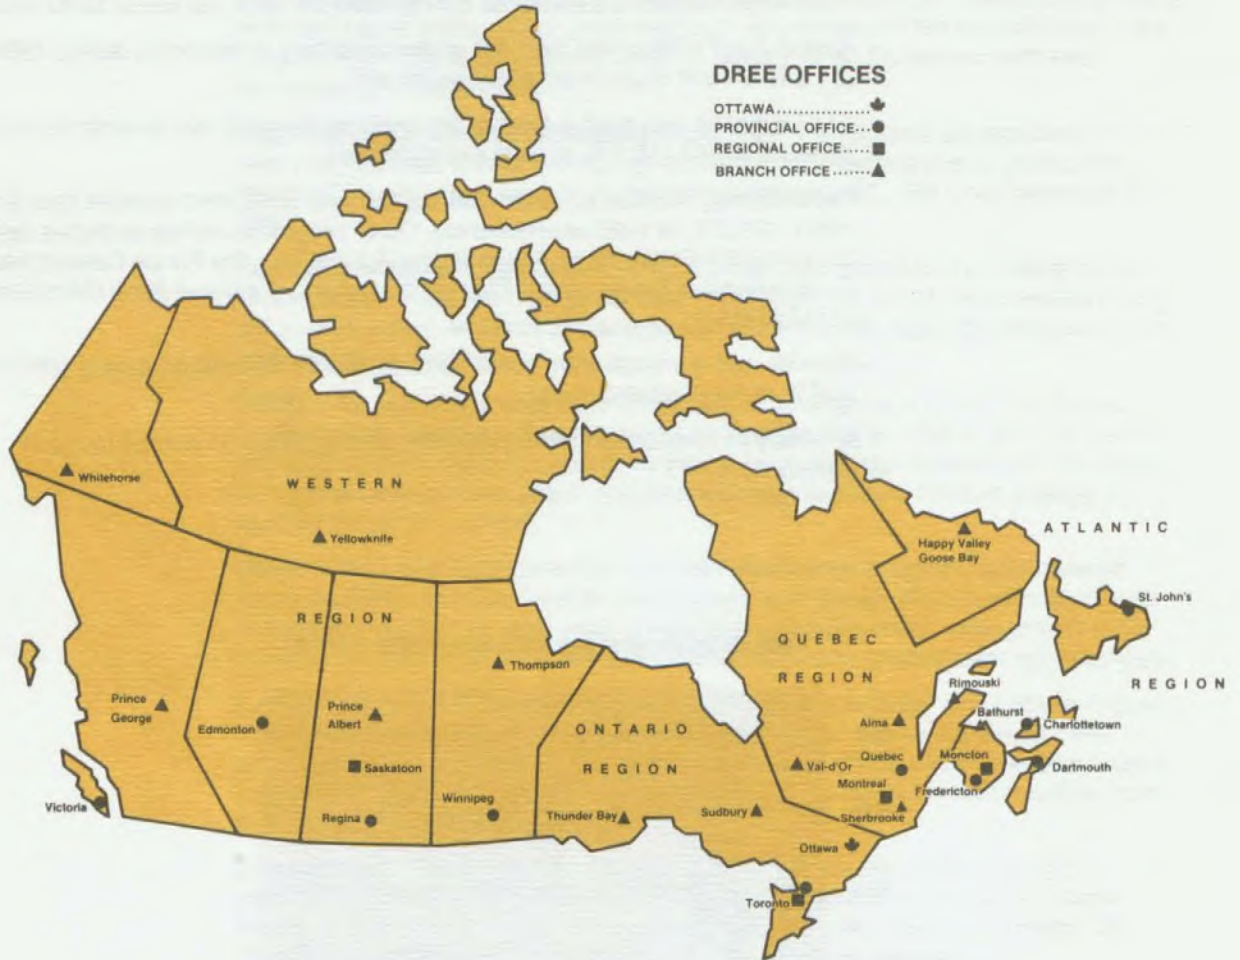 DREE OFFICES
OTTAWA
PROVINCIAL OFFICE
REGIONAL OFFICE
BRANCH OFFICE
Whitehorse
WESTERN
Yellowknife
REGION
Thompson
Prince
George
Edmonton
Prince
Albert
Saskatoon
Victoria
Regina
Winnipeg
ONTARIO
REGION
Thunder Bay
Sudbury
Ottawa
Toronto
QUEBEC
REGION
Alma
Val-d'Or
Quebec
Montreal
Sherbrooke
Rimouski
Happy Valley
Goose Bay
ATLANTIC
St. John's
REGION
Bathurst
Charlottetown
Moncton
Dartmouth
Fredericton